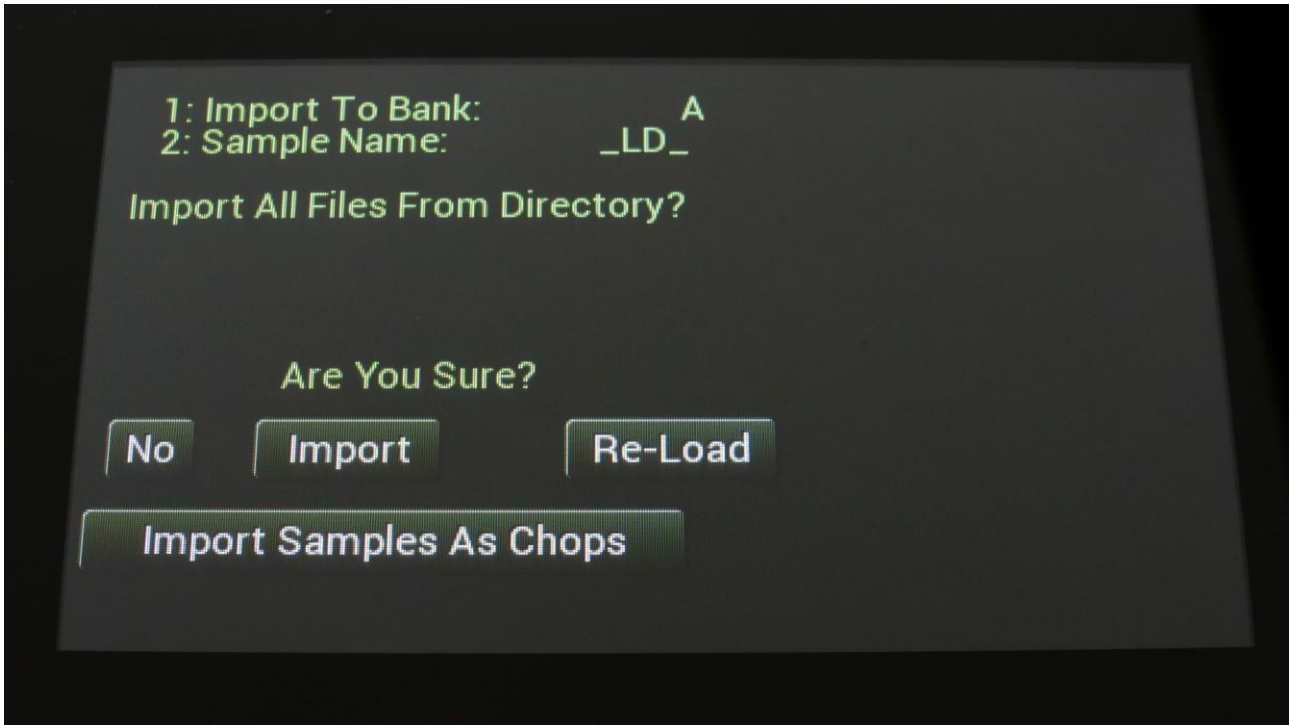 1: Import To Bank: A
2: Sample Name: _LD_
Import All Files From Directory?
Are You Sure?
No Import Re-Load
Import Samples As Chops